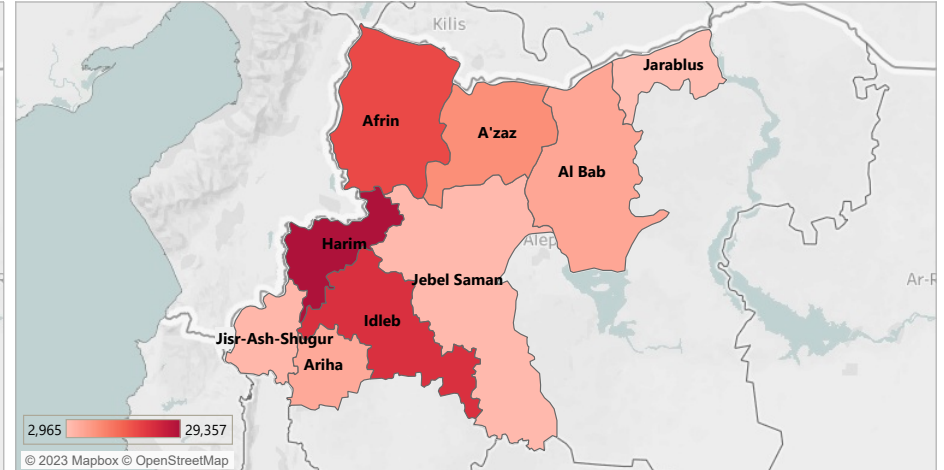 Kilis
Jarablus
Afrin
A'zaz
Al Bab
Harim
Alep
Jebel Saman
Ar-R
Idleb
Jisr-Ash-Shugur
Ariha
2,965
29,357
© 2023 Mapbox © OpenStreetMap